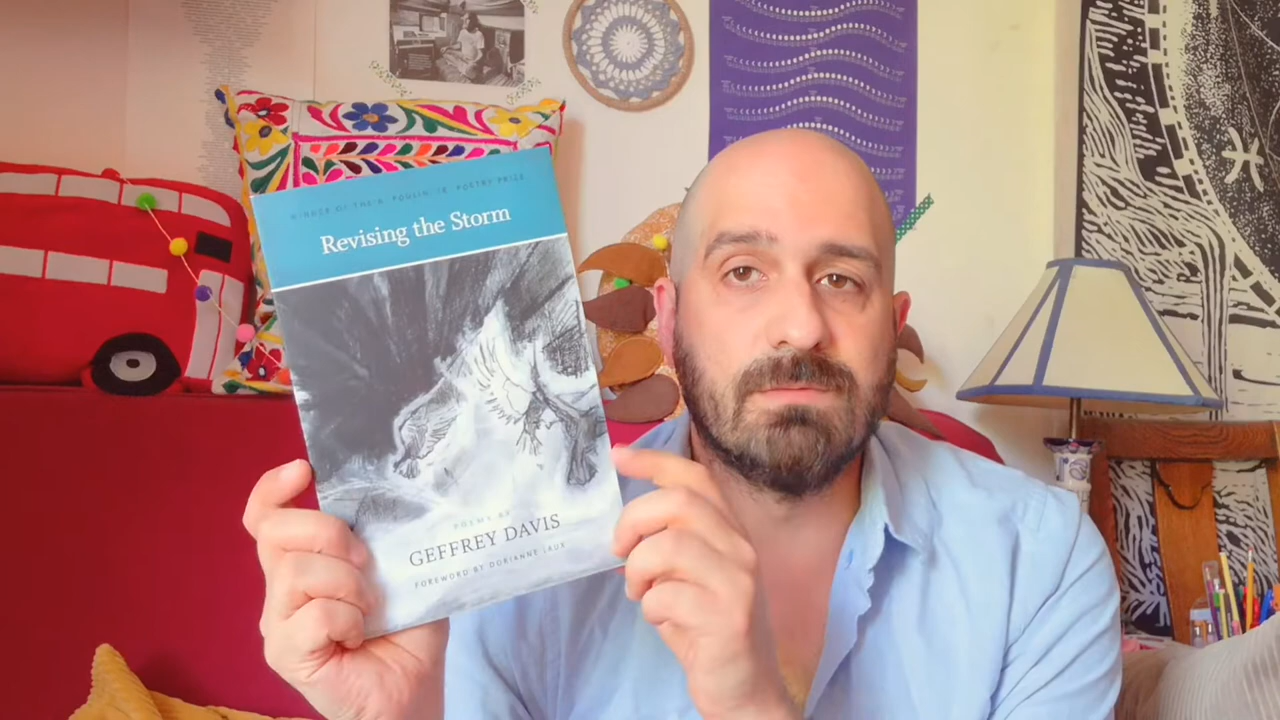 WINNER OF THE A. POULIN, JR. POETRY PRIZE
Revising the Storm
POEMS BY
GEFFREY DAVIS
FOREWORD BY DORIANNE LAUX